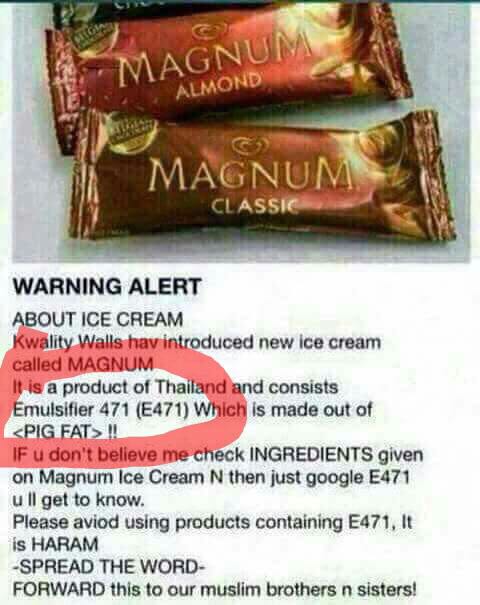 MAGNUM
ALMOND
MAGNUM
CLASSIC
WARNING ALERT
ABOUT ICE CREAM
Kwality Walls hav introduced new ice cream
called MAGNUM
It is a product of Thailand and consists
Emulsifier 471 (E471) Which is made out of
<PIG FAT> !!
IF u don't believe me check INGREDIENTS given
on Magnum Ice Cream N then just google E471
u ll get to know.
Please aviod using products containing E471, It
is HARAM
-SPREAD THE WORD-
FORWARD this to our muslim brothers n sisters!